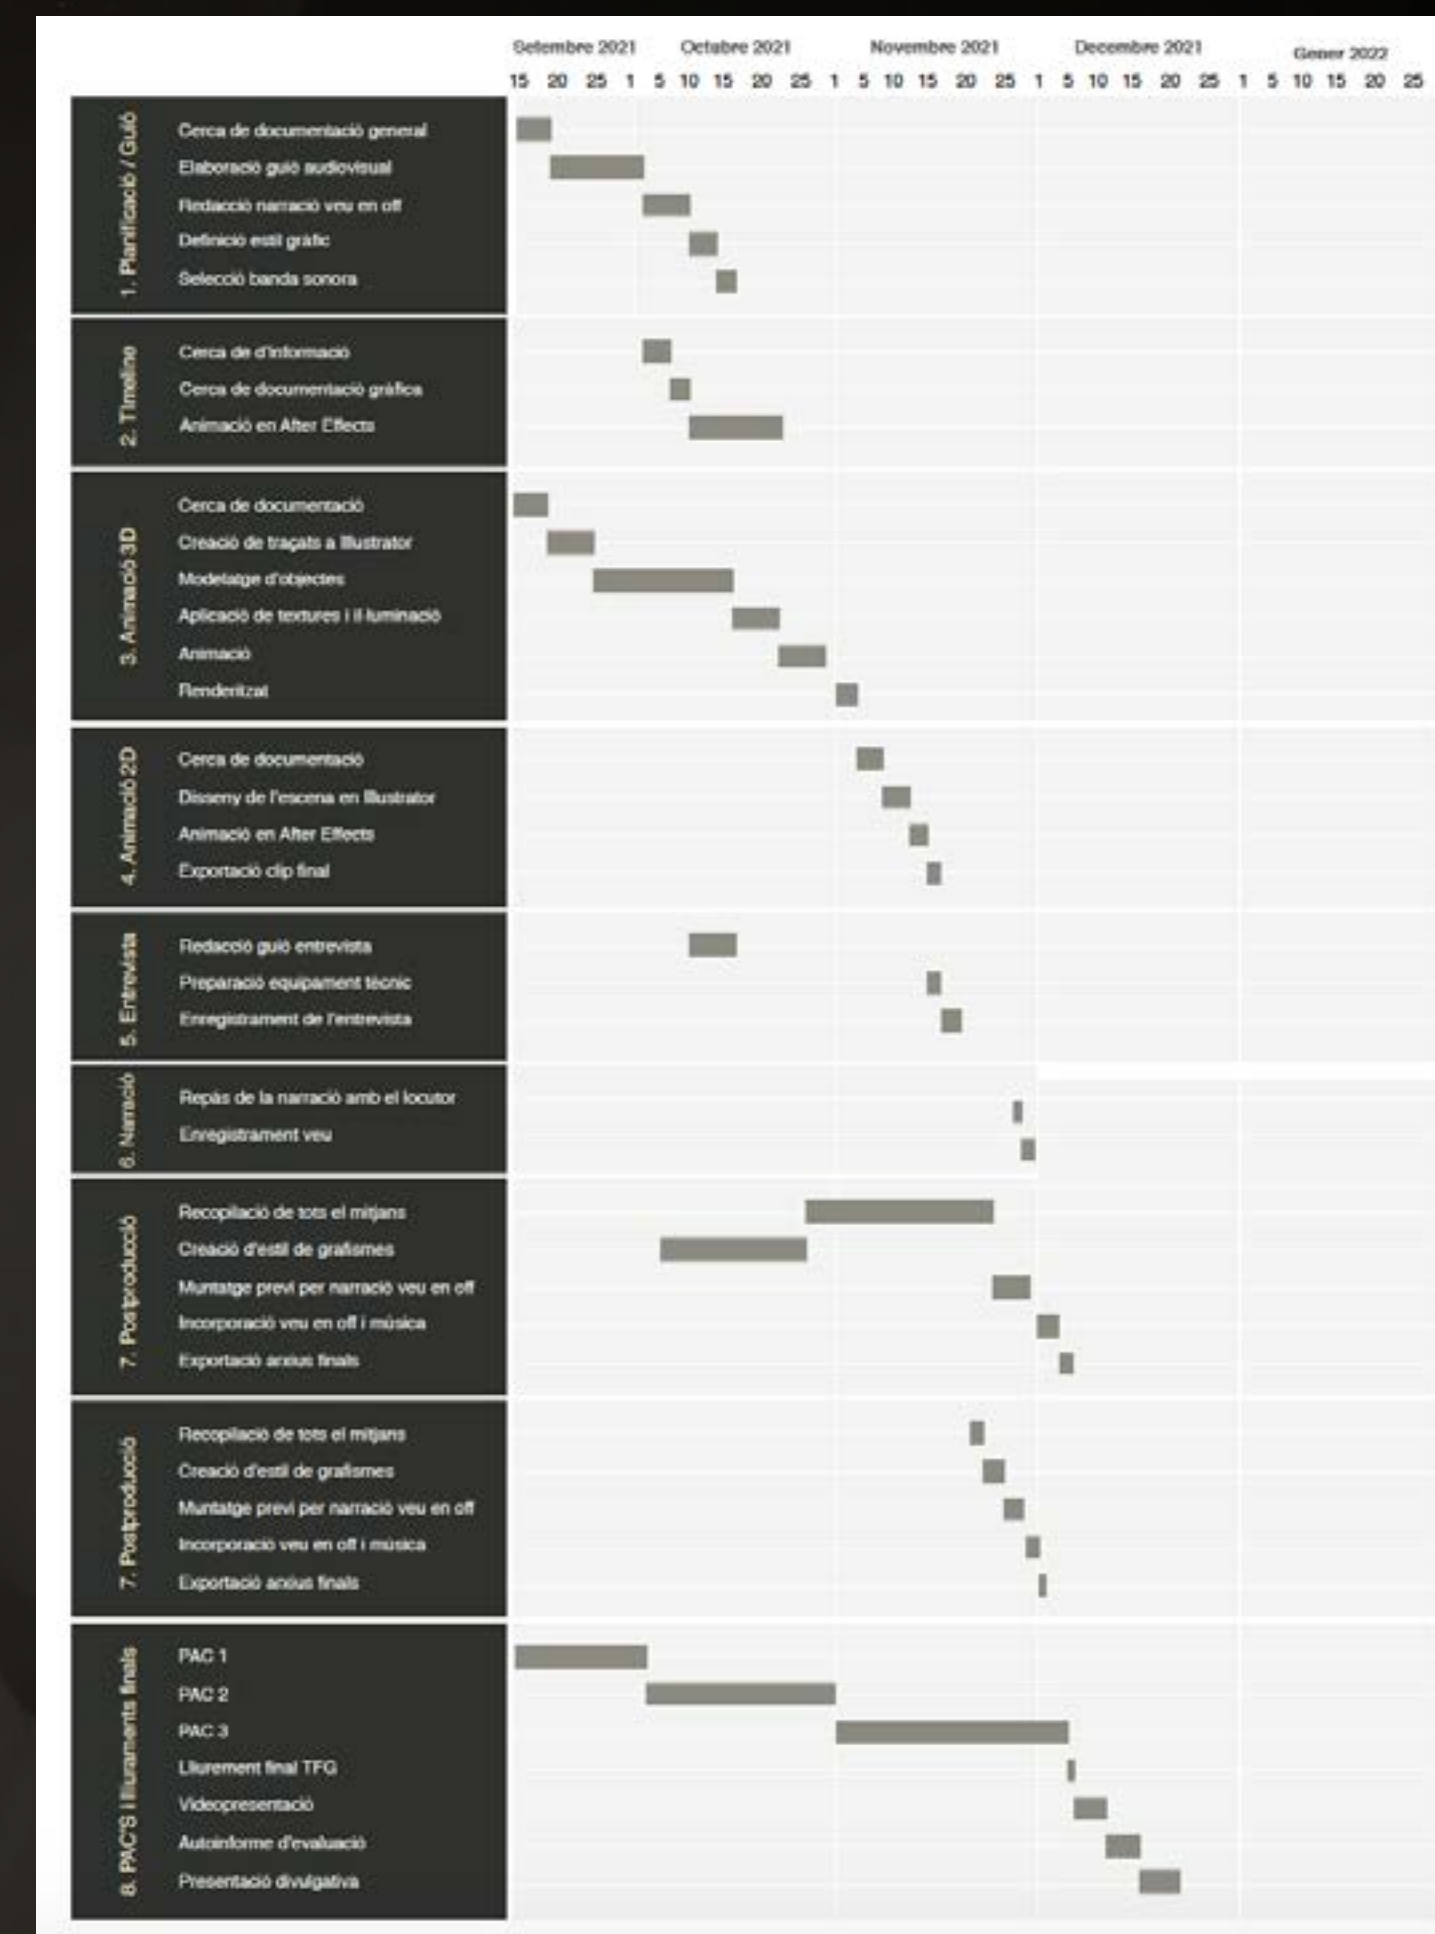 Setembre 2021 Octubre 2021 Novembre 2021 Decembre 2021 Gener 2022
15 20 25 1 5 10 15 20 25 1 5 10 15 20 25 1 5 10 15 20 25 1 5 10 15 20 25
1. Planificació / Guió
Cerca de documentació general
Elaboració guió audiovisual
Redacció narració veu en off
Definició estil gràfic
Selecció banda sonora
2. Timeline
Cerca de d'informació
Cerca de documentació gràfica
Animació en After Effects
3. Animació 3D
Cerca de documentació
Creació de traçats a Illustrator
Modelatge d'objectes
Aplicació de textures i il·luminació
Animació
Renderitzat
4. Animació 2D
Cerca de documentació
Disseny de l'escena en Illustrator
Animació en After Effects
Exportació clip final
5. Entrevista
Redacció guió entrevista
Preparació equipament tècnic
Enregistrament de l'entrevista
6. Narració
Repàs de la narració amb el locutor
Enregistrament veu
7. Postproducció
Recopilació de tots el mitjans
Creació d'estil de grafismes
Muntatge previ per narració veu en off
Incorporació veu en off i música
Exportació arxius finals
7. Postproducció
Recopilació de tots el mitjans
Creació d'estil de grafismes
Muntatge previ per narració veu en off
Incorporació veu en off i música
Exportació arxius finals
8. PAC'S i lliuraments finals
PAC 1
PAC 2
PAC 3
Lliurement final TFG
Videopresentació
Autoinforme d'evaluació
Presentació divulgativa